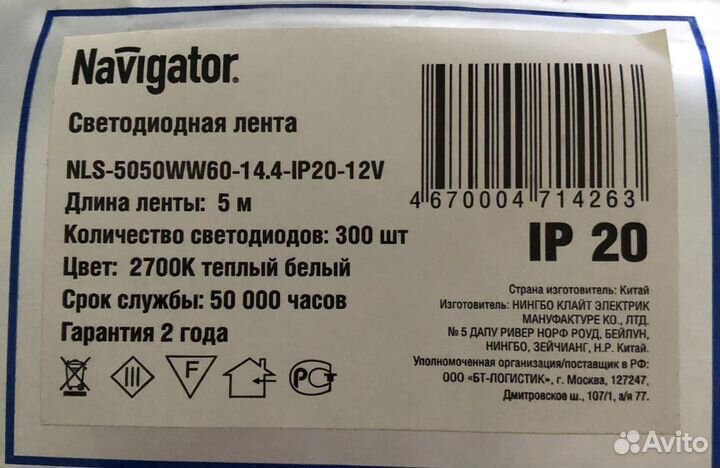 Navigator®
Светодиодная лента
NLS-5050WW60-14.4-IP20-12V
Длина ленты: 5 м
Количество светодиодов: 300 шт
Цвет: 2700К теплый белый
Срок службы: 50 000 часов
Гарантия 2 года
III
F
РСТ
4 670004 714263
IP 20
Страна изготовитель: Китай
Изготовитель: НИНГБО КЛАЙТ ЭЛЕКТРИК
МАНУФАКТУРЕ КО., ЛТД.
№ 5 ДАПУ РИВЕР НОРФ РОУД, БЕЙЛУН,
НИНГБО, ЗЕЙЧИАНГ, Н.Р. Китай.
Уполномоченная организация/поставщик в РФ:
ООО «БТ-ЛОГИСТИК», г. Москва, 127247,
Дмитровское ш., 107/1, а/я 77.
Avito